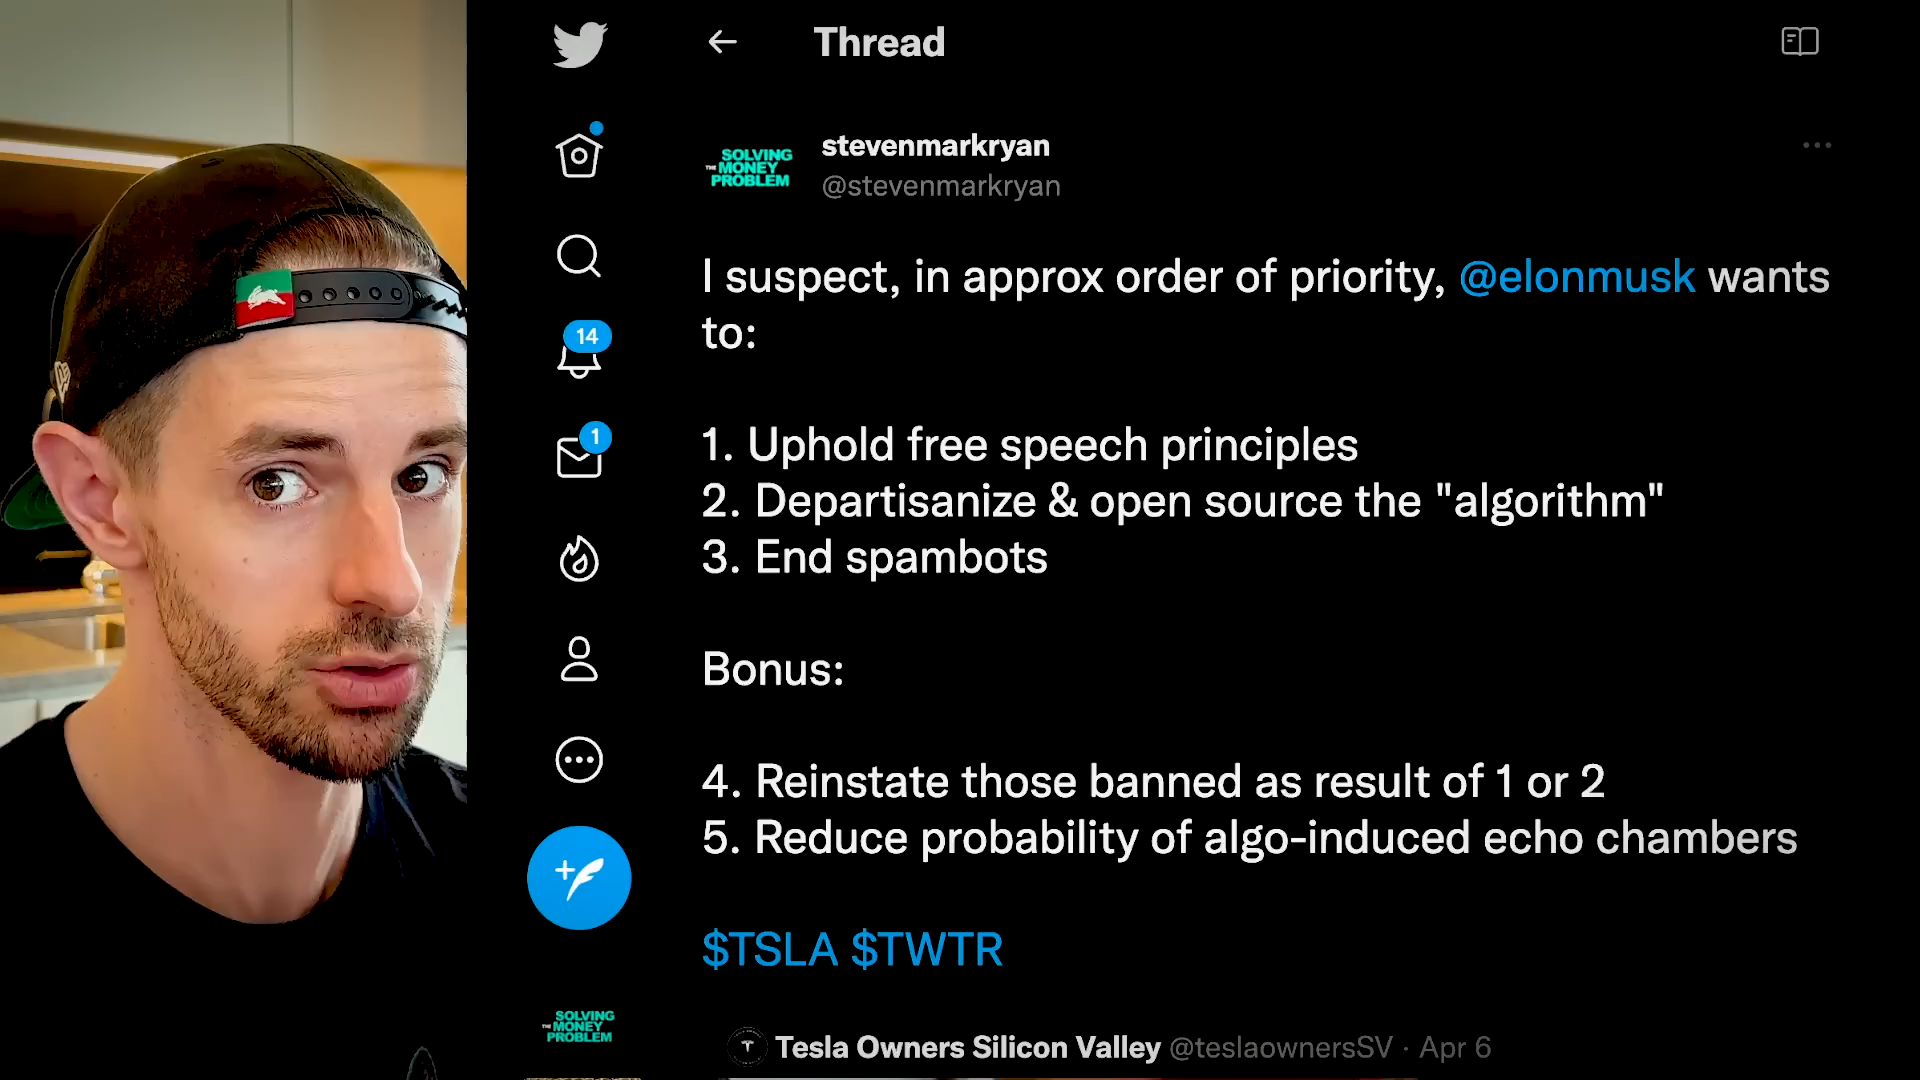 Thread
SOLVING
THE MONEY
PROBLEM
stevenmarkryan
@stevenmarkryan
I suspect, in approx order of priority, @elonmusk wants
to:
1. Uphold free speech principles
2. Departisanize & open source the "algorithm"
3. End spambots
Bonus:
4. Reinstate those banned as result of 1 or 2
5. Reduce probability of algo-induced echo chambers
$TSLA $TWTR
Tesla Owners Silicon Valley @teslaownersSV · Apr 6
14
1
SOLVING
THE MONEY
PROBLEM